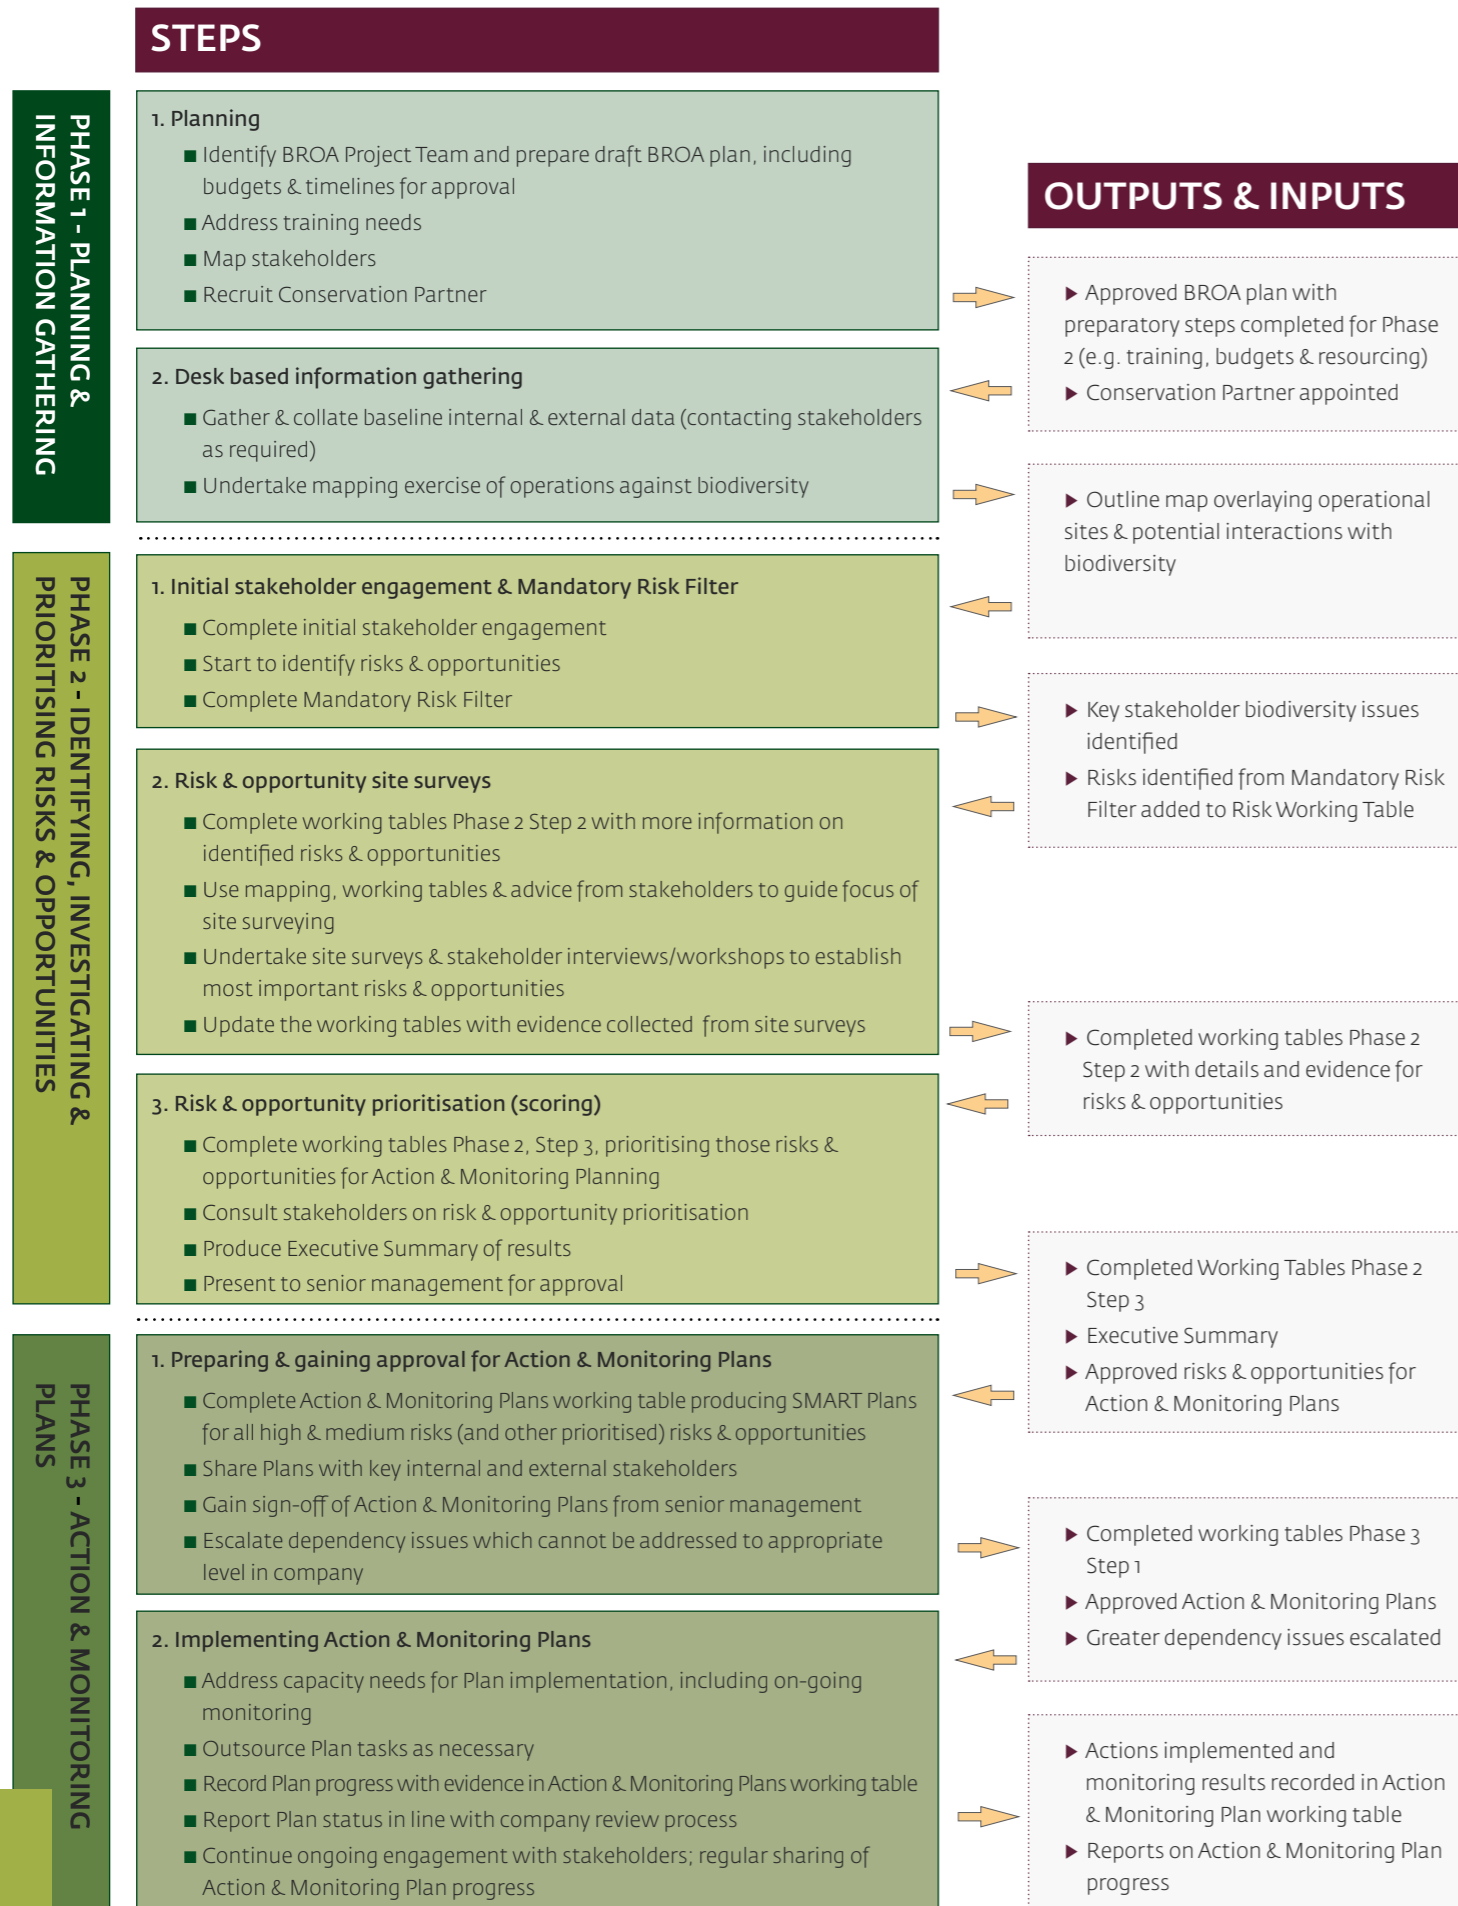 STEPS
PHASE 1 - PLANNING &
INFORMATION GATHERING
1. Planning
■ Identify BROA Project Team and prepare draft BROA plan, including
budgets & timelines for approval
■ Address training needs
■ Map stakeholders
■ Recruit Conservation Partner
2. Desk based information gathering
■ Gather & collate baseline internal & external data (contacting stakeholders
as required)
■ Undertake mapping exercise of operations against biodiversity
PHASE 2 - IDENTIFYING, INVESTIGATING &
PRIORITISING RISKS & OPPORTUNITIES
1. Initial stakeholder engagement & Mandatory Risk Filter
■ Complete initial stakeholder engagement
■ Start to identify risks & opportunities
■ Complete Mandatory Risk Filter
2. Risk & opportunity site surveys
■ Complete working tables Phase 2 Step 2 with more information on
identified risks & opportunities
■ Use mapping, working tables & advice from stakeholders to guide focus of
site surveying
■ Undertake site surveys & stakeholder interviews/workshops to establish
most important risks & opportunities
■ Update the working tables with evidence collected from site surveys
3. Risk & opportunity prioritisation (scoring)
■ Complete working tables Phase 2, Step 3, prioritising those risks &
opportunities for Action & Monitoring Planning
■ Consult stakeholders on risk & opportunity prioritisation
■ Produce Executive Summary of results
■ Present to senior management for approval
PHASE 3 - ACTION & MONITORING
PLANS
1. Preparing & gaining approval for Action & Monitoring Plans
■ Complete Action & Monitoring Plans working table producing SMART Plans
for all high & medium risks (and other prioritised) risks & opportunities
■ Share Plans with key internal and external stakeholders
■ Gain sign-off of Action & Monitoring Plans from senior management
■ Escalate dependency issues which cannot be addressed to appropriate
level in company
2. Implementing Action & Monitoring Plans
■ Address capacity needs for Plan implementation, including on-going
monitoring
■ Outsource Plan tasks as necessary
■ Record Plan progress with evidence in Action & Monitoring Plans working table
■ Report Plan status in line with company review process
■ Continue ongoing engagement with stakeholders; regular sharing of
Action & Monitoring Plan progress
OUTPUTS & INPUTS
▶ Approved BROA plan with
preparatory steps completed for Phase
2 (e.g. training, budgets & resourcing)
▶ Conservation Partner appointed
▶ Outline map overlaying operational
sites & potential interactions with
biodiversity
▶ Key stakeholder biodiversity issues
identified
▶ Risks identified from Mandatory Risk
Filter added to Risk Working Table
▶ Completed working tables Phase 2
Step 2 with details and evidence for
risks & opportunities
▶ Completed Working Tables Phase 2
Step 3
▶ Executive Summary
▶ Approved risks & opportunities for
Action & Monitoring Plans
▶ Completed working tables Phase 3
Step 1
▶ Approved Action & Monitoring Plans
▶ Greater dependency issues escalated
▶ Actions implemented and
monitoring results recorded in Action
& Monitoring Plan working table
▶ Reports on Action & Monitoring Plan
progress